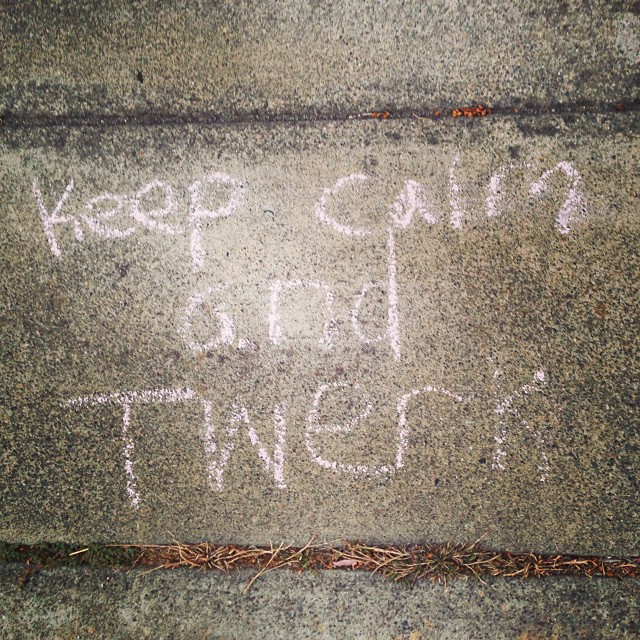 Keep calm
and
Twerk